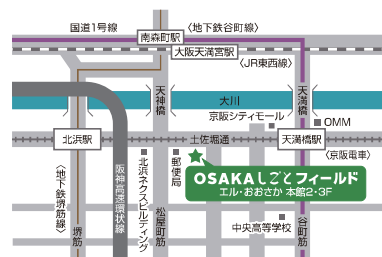 国道1号線
〈地下鉄谷町線〉
南森町駅
大阪天満宮駅
〈JR東西線〉
天神橋
大川
天満橋
京阪シティモール
OMM
北浜駅
土佐堀通
天満橋駅
〈京阪電車〉
〈地下鉄堺筋線〉
堺筋
阪神高速環状線
北浜ネクスビルディング
郵便局
松屋町筋
OSAKAしごとフィールド
エル・おおさか 本館2・3F
中央高等学校
谷町筋